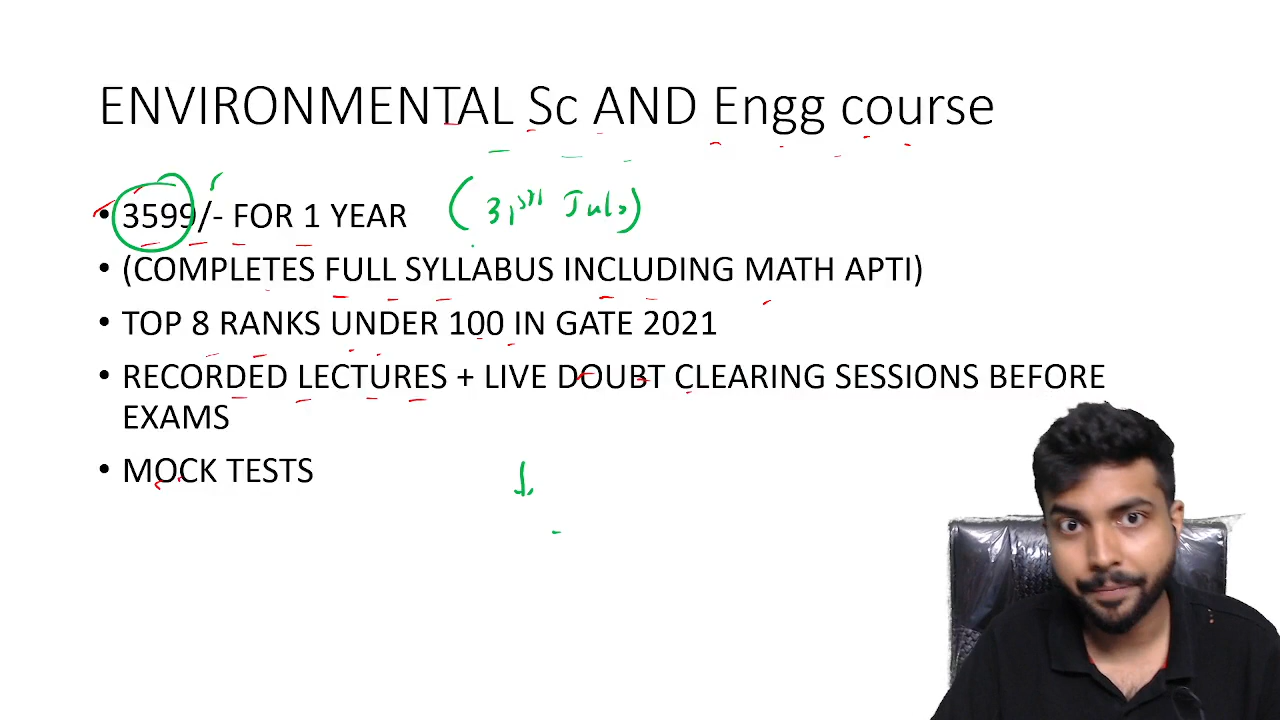 ENVIRONMENTAL Sc AND Engg course
• 3599/- FOR 1 YEAR (31st July)
• (COMPLETES FULL SYLLABUS INCLUDING MATH APTI)
• TOP 8 RANKS UNDER 100 IN GATE 2021
• RECORDED LECTURES + LIVE DOUBT CLEARING SESSIONS BEFORE
EXAMS
• MOCK TESTS